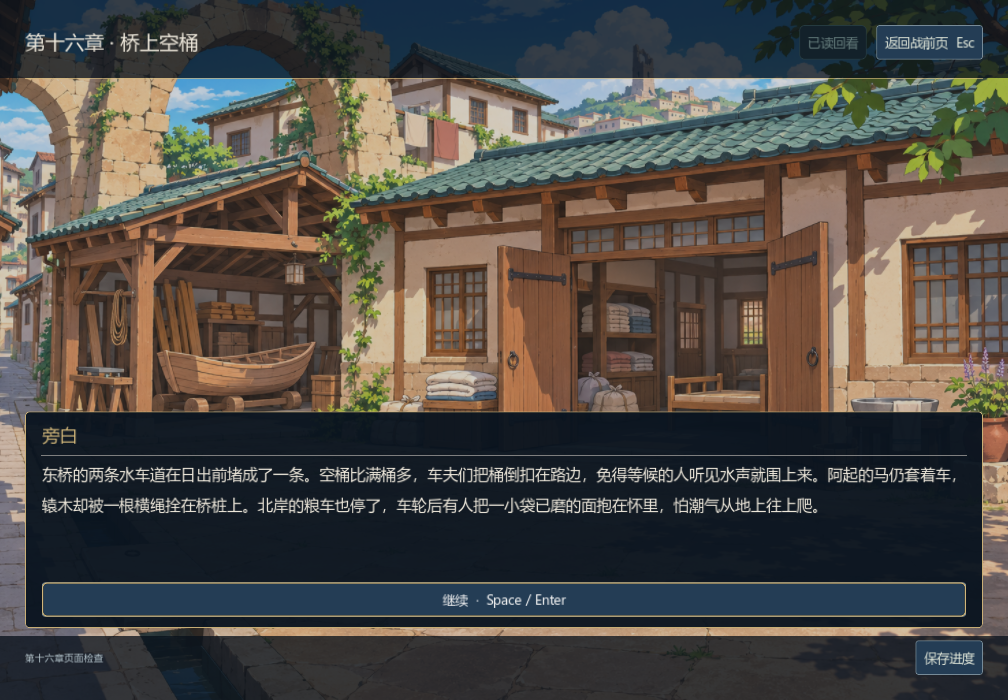 第十六章 · 桥上空桶
已读回看
返回战前页 Esc
旁白
东桥的两条水车道在日出前堵成了一条。空桶比满桶多，车夫们把桶倒扣在路边，免得等候的人听见水声就围上来。阿起的马仍套着车，
辕木却被一根横绳拴在桥桩上。北岸的粮车也停了，车轮后有人把一小袋已磨的面抱在怀里，怕潮气从地上往上爬。
继续 · Space / Enter
第十六章页面检查
保存进度